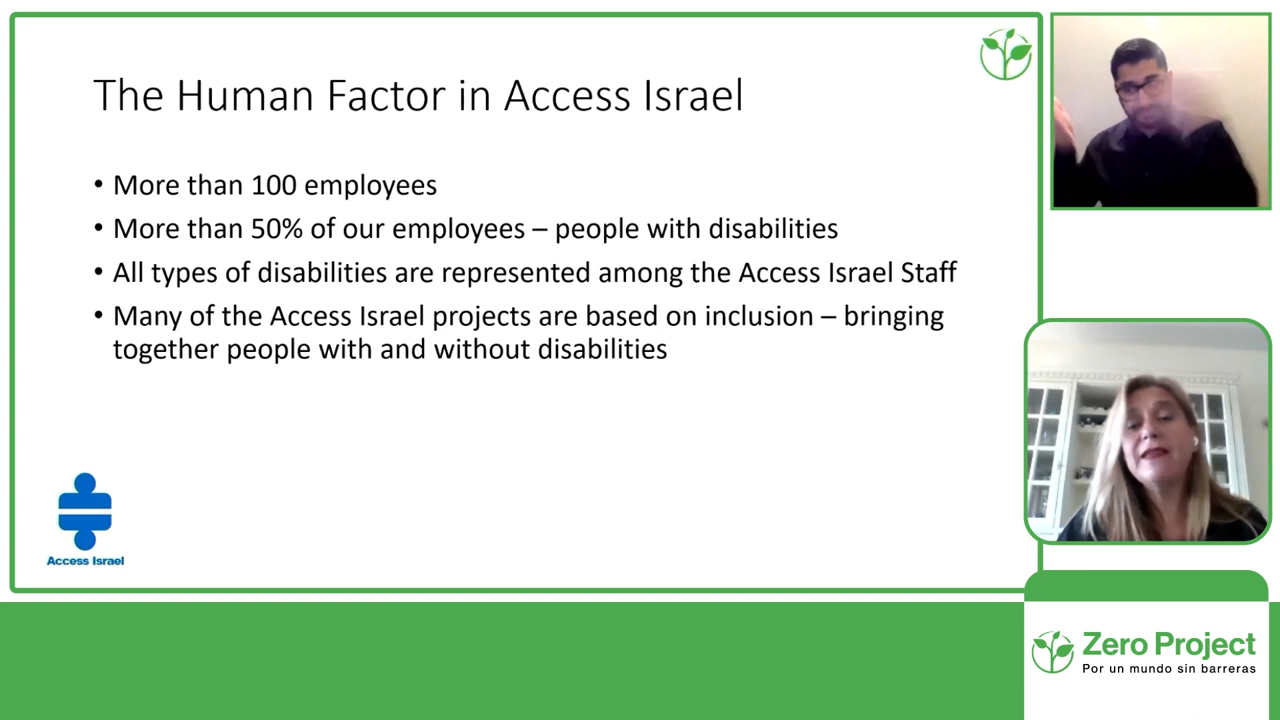 The Human Factor in Access Israel
• More than 100 employees
• More than 50% of our employees – people with disabilities
• All types of disabilities are represented among the Access Israel Staff
• Many of the Access Israel projects are based on inclusion – bringing
together people with and without disabilities
Access Israel
Zero Project
Por un mundo sin barreras